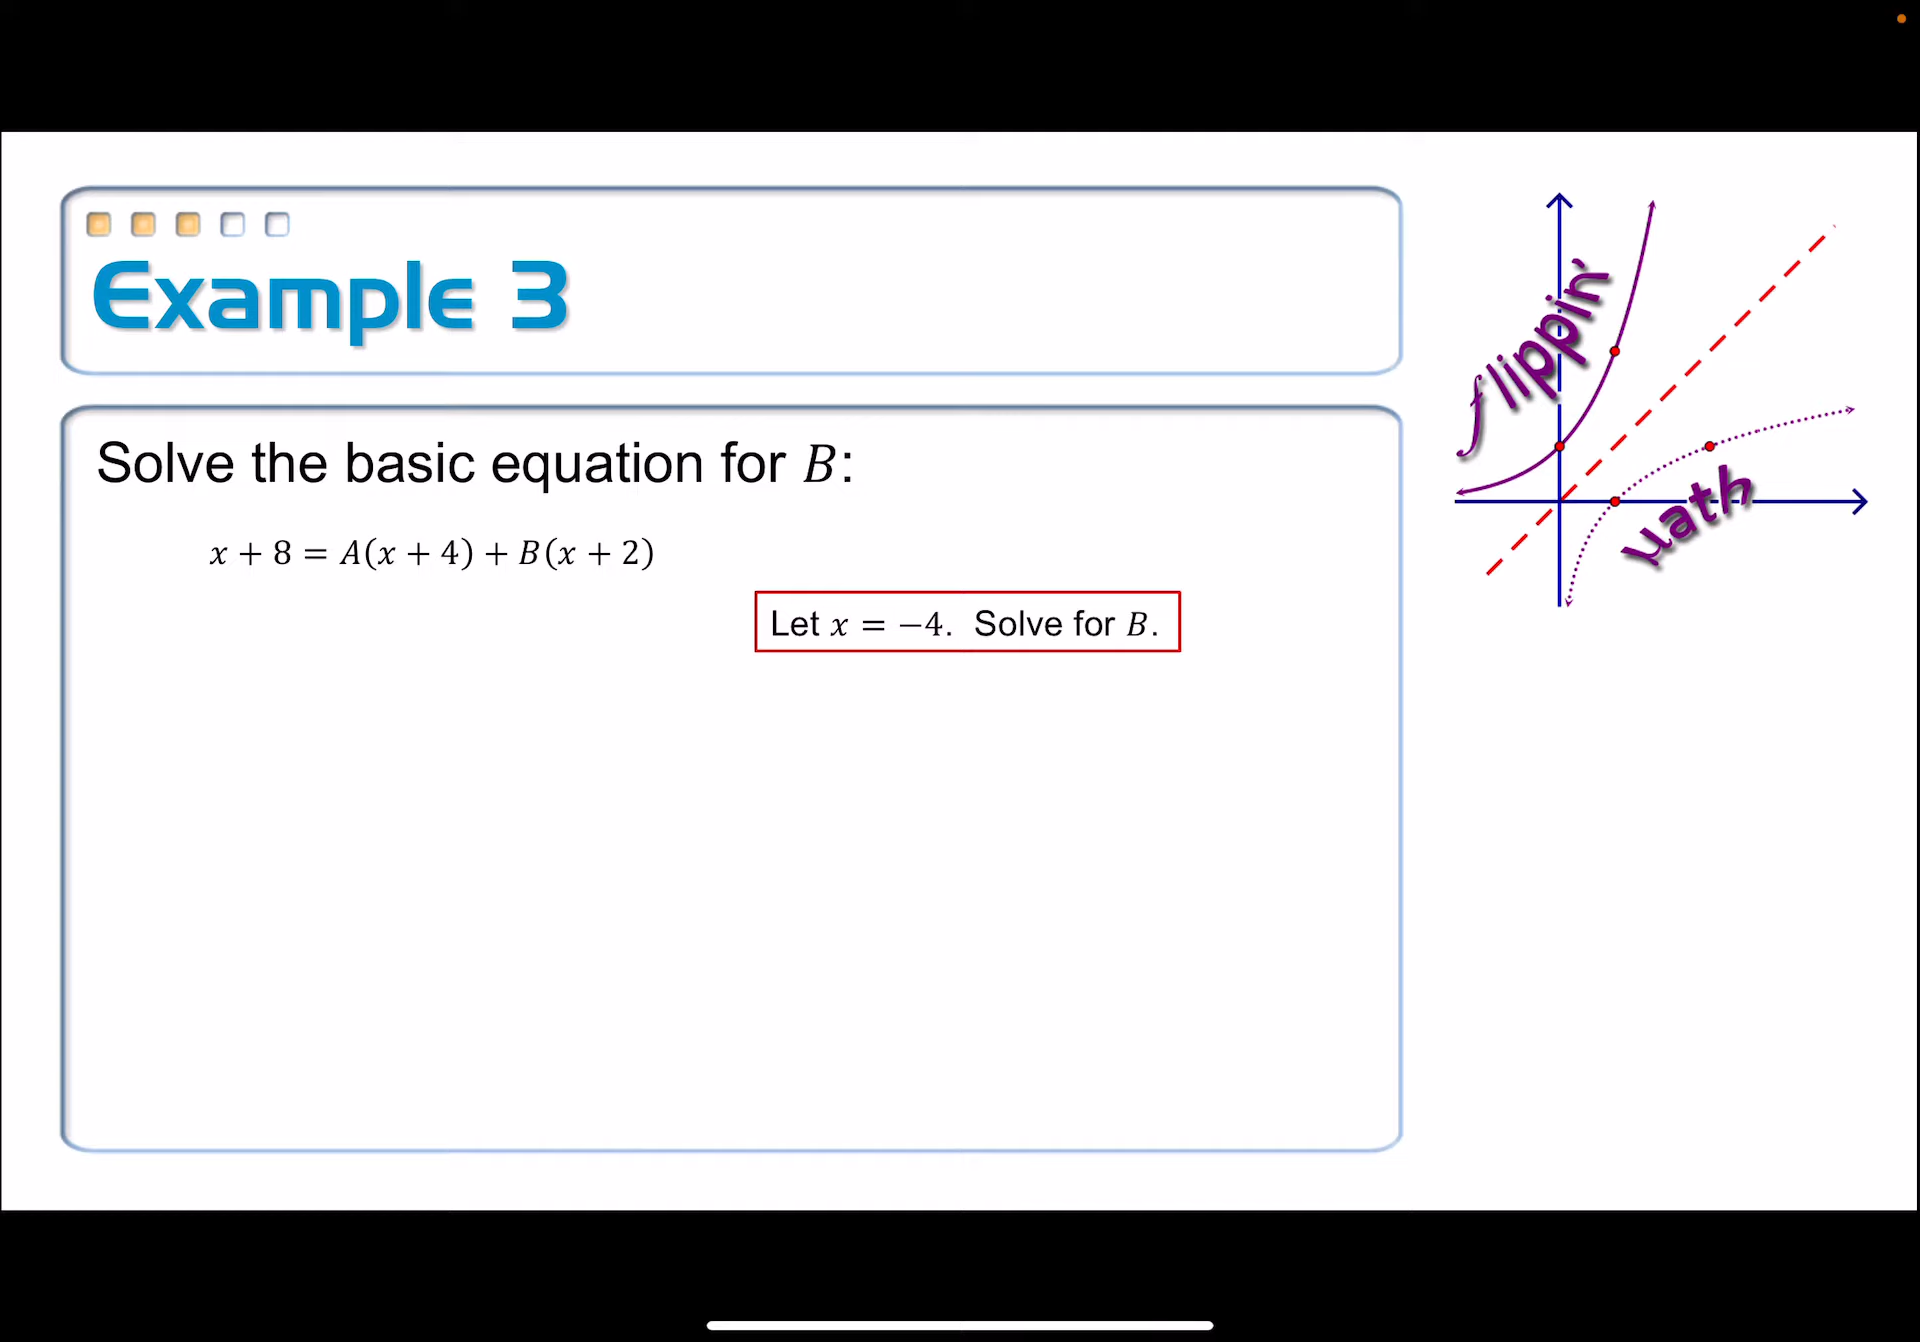 Example 3
Solve the basic equation for B:
x + 8 = A(x + 4) + B(x + 2)
Let x = −4. Solve for B.
flippin'
math